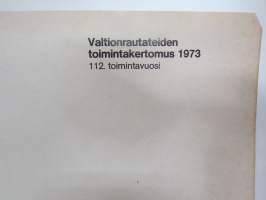 Valtionrautateiden
toimintakertomus 1973
112. toimintavuosi